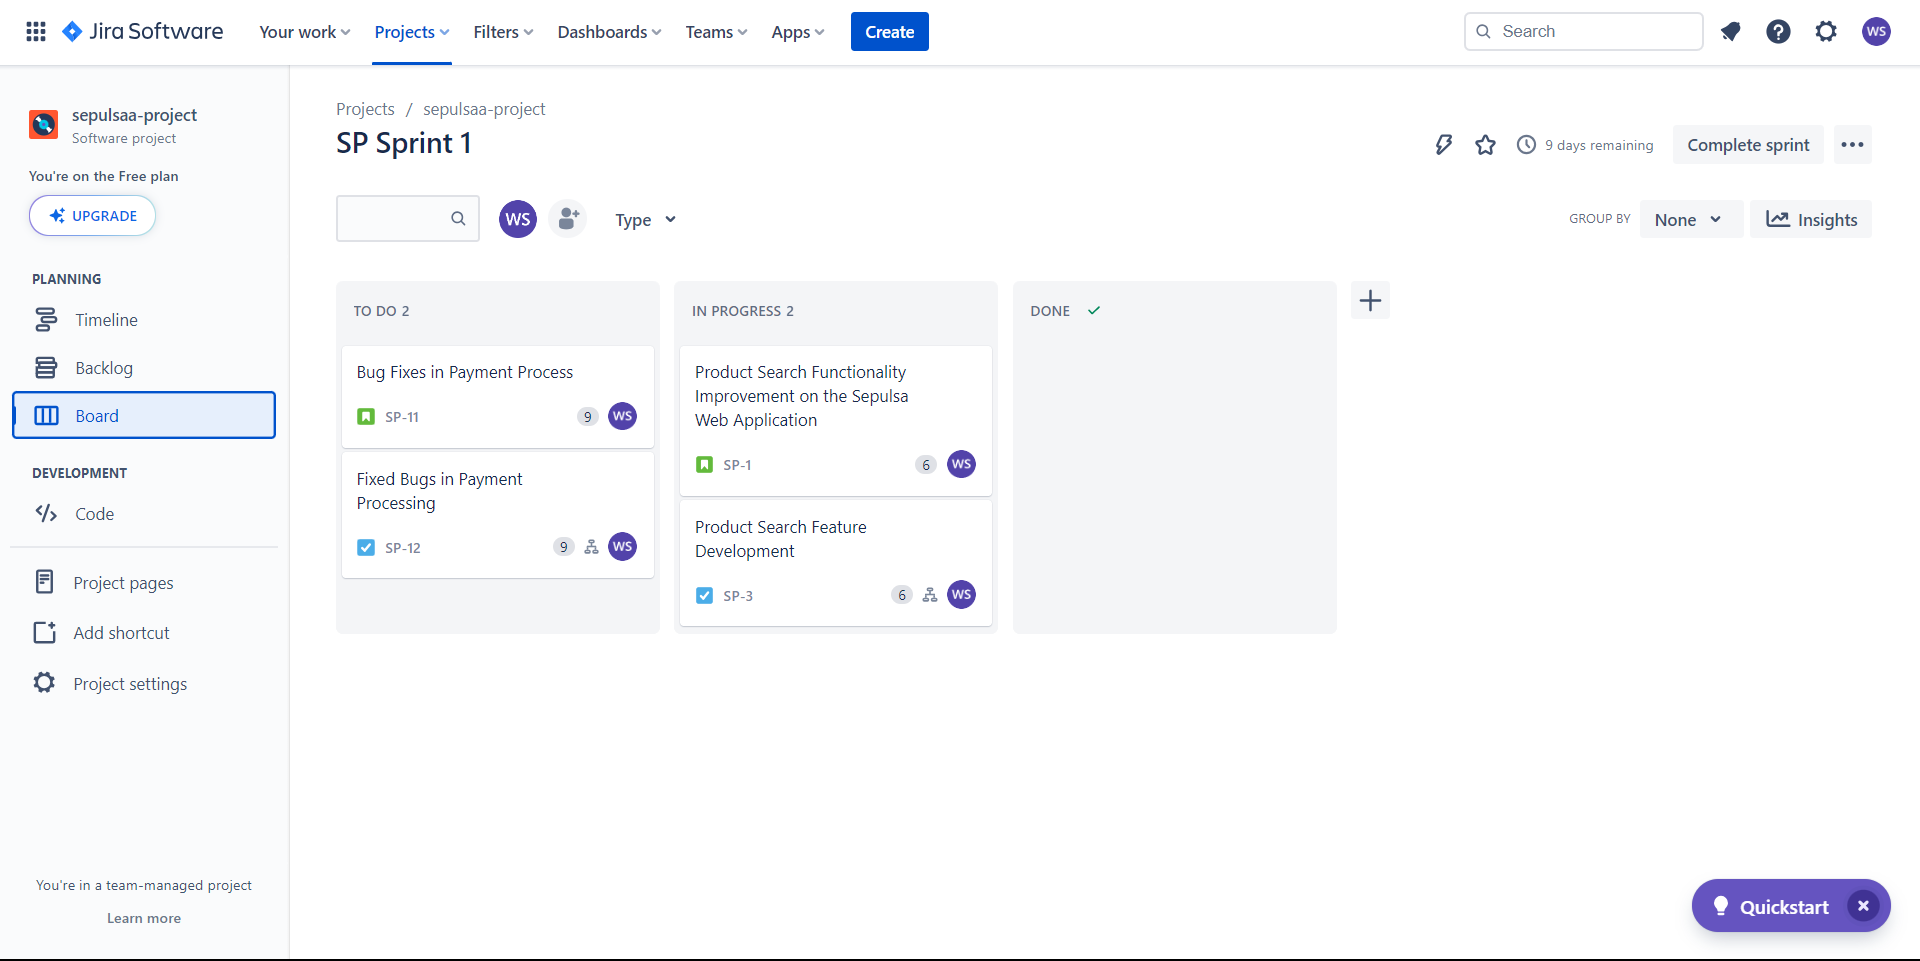 Jira Software
Your work
Projects
Filters
Dashboards
Teams
Apps
Create
Search
WS
sepulsaa-project
Software project
You're on the Free plan
UPGRADE
PLANNING
Timeline
Backlog
Board
DEVELOPMENT
Code
Project pages
Add shortcut
Project settings
You're in a team-managed project
Learn more
Projects / sepulsaa-project
SP Sprint 1
9 days remaining
Complete sprint
WS
Type
GROUP BY
None
Insights
TO DO 2
Bug Fixes in Payment Process
SP-11
9
WS
Fixed Bugs in Payment
Processing
SP-12
9
WS
IN PROGRESS 2
Product Search Functionality
Improvement on the Sepulsa
Web Application
SP-1
6
WS
Product Search Feature
Development
SP-3
6
WS
DONE
Quickstart